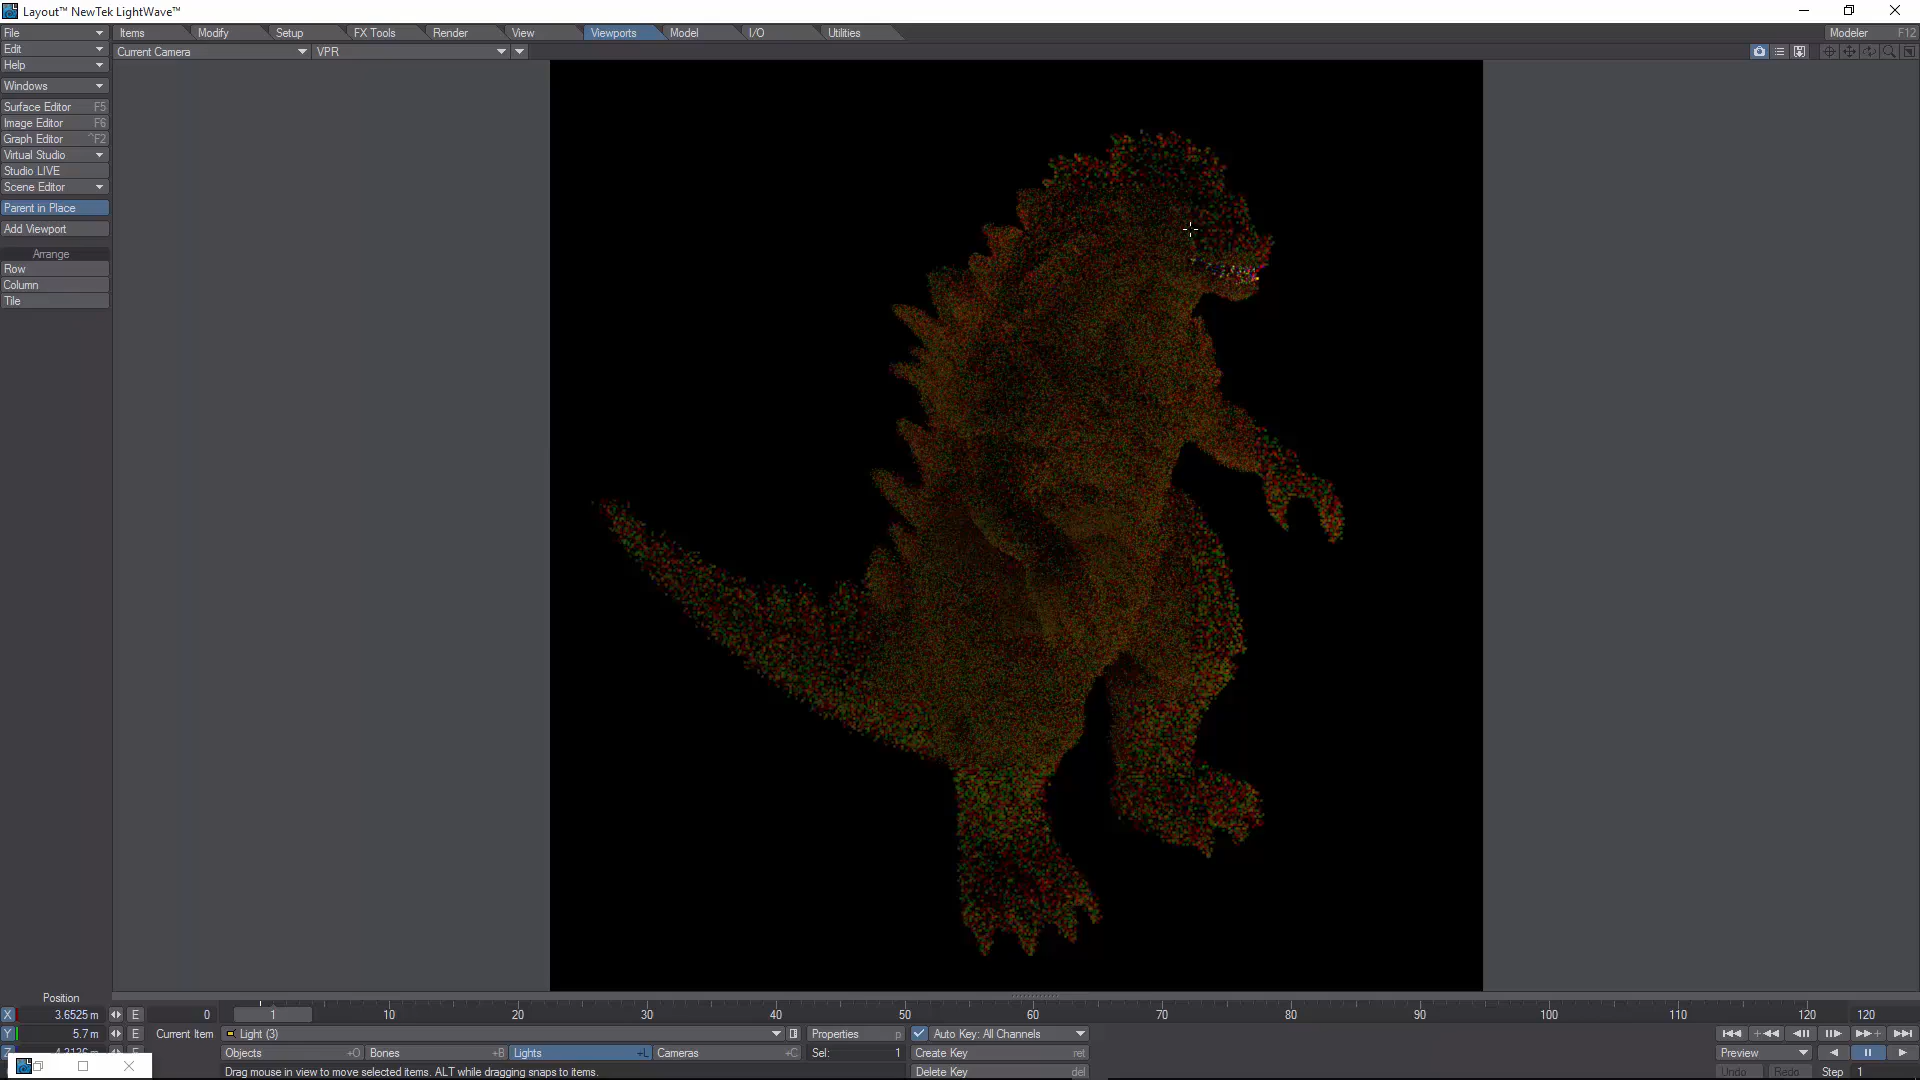 Layout™ NewTek LightWave™
File Items Modify Setup FX Tools Render View Viewports Model I/O Utilities Modeler F12
Edit Current Camera VPR
Help
Windows
Surface Editor F5
Image Editor F6
Graph Editor ^F2
Virtual Studio
Studio LIVE
Scene Editor
Parent in Place
Add Viewport
Arrange
Row
Column
Tile
Position
X 3.6525 m E 0 1 10 20 30 40 50 60 70 80 90 100 110 120 120
Y 5.7 m E Current Item Light (3) Properties p Auto Key: All Channels
Z E Objects +O Bones +B Lights +L Cameras +C Sel: 1 Create Key ret Preview
Drag mouse in view to move selected items. ALT while dragging snaps to items. Delete Key del Undo Redo Step 1